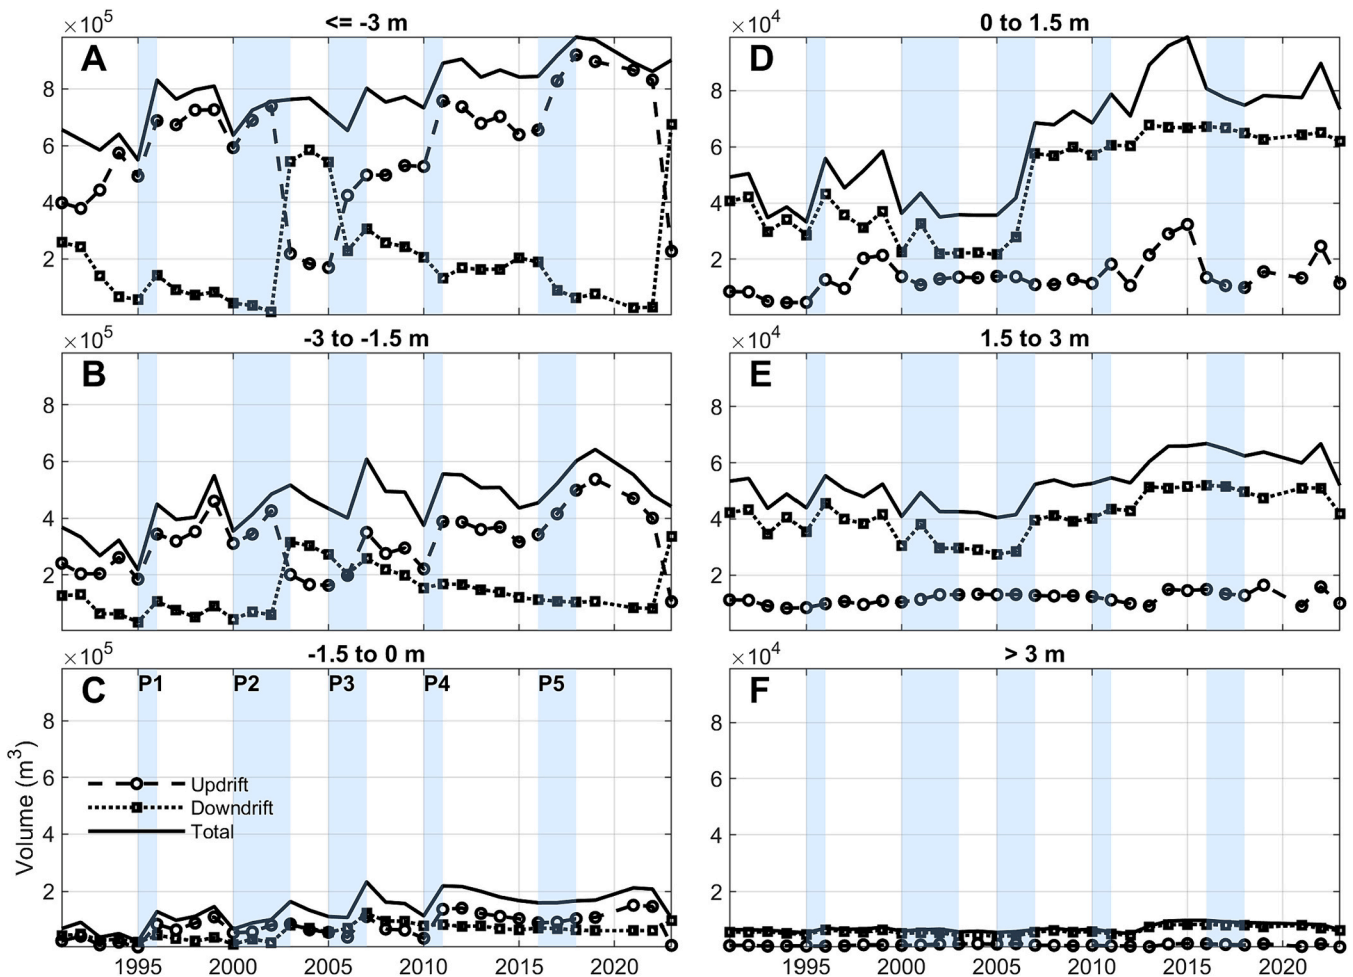 ×10⁵
<= -3 m
A
8
6
4
2
×10⁴
0 to 1.5 m
D
8
6
4
2
×10⁵
-3 to -1.5 m
B
8
6
4
2
×10⁴
1.5 to 3 m
E
8
6
4
2
×10⁵
-1.5 to 0 m
C
P1 P2 P3 P4 P5
8
6
4
2
Volume (m³)
Updrift
Downdrift
Total
1995 2000 2005 2010 2015 2020
×10⁴
> 3 m
F
8
6
4
2
1995 2000 2005 2010 2015 2020